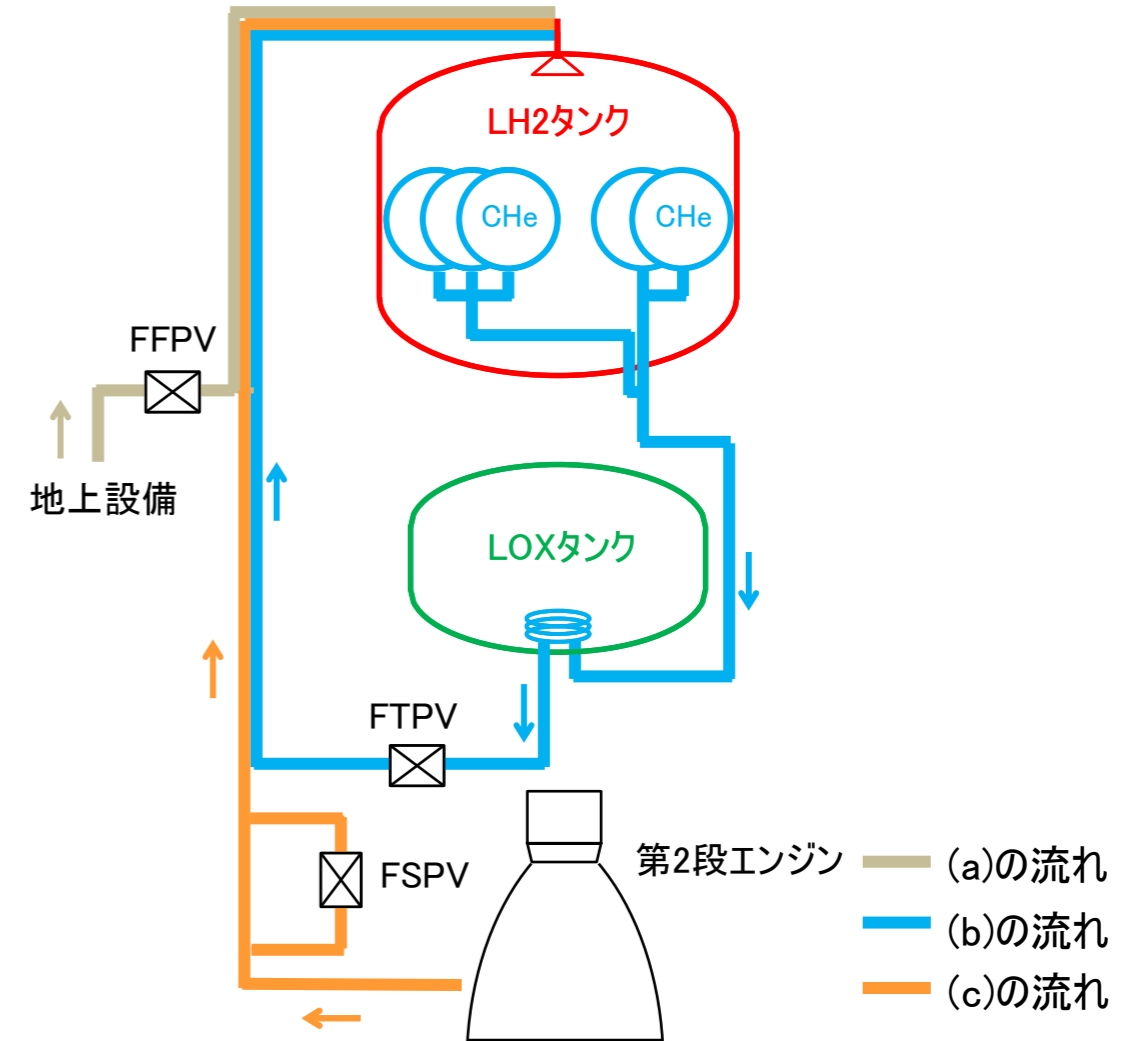 LH2タンク
CHe
CHe
FFPV
地上設備
LOXタンク
FTPV
FSPV
第2段エンジン
(a)の流れ
(b)の流れ
(c)の流れ